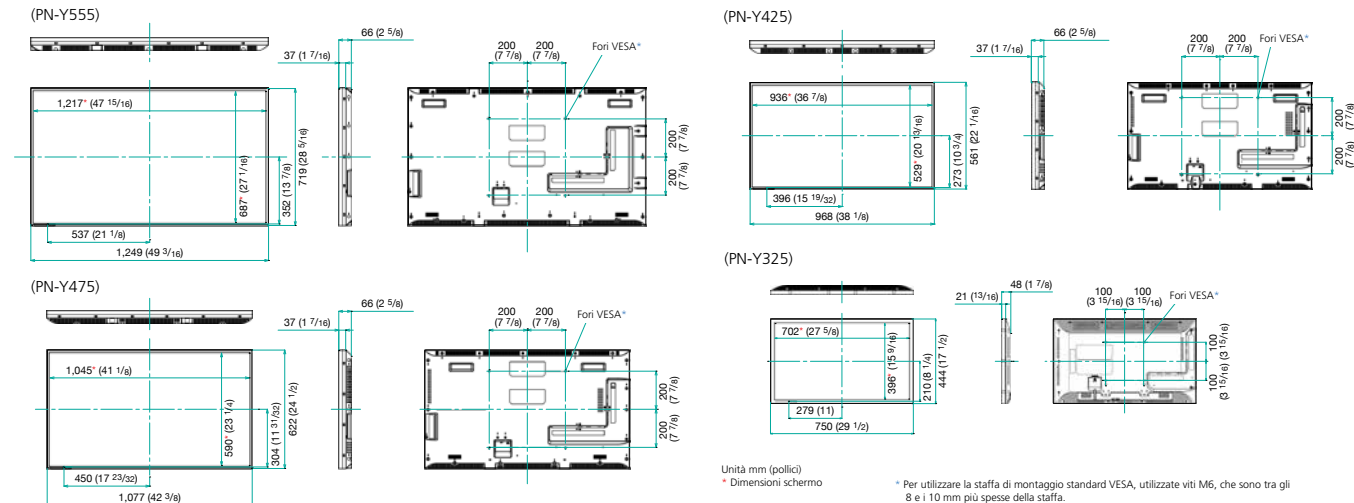 (PN-Y555)
66 (2 5/8)
37 (1 7/16)
200
(7 7/8)
200
(7 7/8)
Fori VESA*
1,217* (47 15/16)
687* (27 1/16)
352 (13 7/8)
719 (28 5/16)
200
(7 7/8)
200
(7 7/8)
537 (21 1/8)
1,249 (49 3/16)
(PN-Y475)
66 (2 5/8)
37 (1 7/16)
200
(7 7/8)
200
(7 7/8)
Fori VESA*
1,045* (41 1/8)
590* (23 1/4)
304 (11 31/32)
622 (24 1/2)
200
(7 7/8)
200
(7 7/8)
450 (17 23/32)
1,077 (42 3/8)
(PN-Y425)
66 (2 5/8)
37 (1 7/16)
200
(7 7/8)
200
(7 7/8)
Fori VESA*
936* (36 7/8)
529* (20 13/16)
273 (10 3/4)
561 (22 1/16)
200
(7 7/8)
200
(7 7/8)
396 (15 19/32)
968 (38 1/8)
(PN-Y325)
48 (1 7/8)
21 (13/16)
100
(3 15/16)
100
(3 15/16)
Fori VESA*
702* (27 5/8)
396* (15 9/16)
210 (8 1/4)
444 (17 1/2)
100
(3 15/16)
100
(3 15/16)
279 (11)
750 (29 1/2)
Unità mm (pollici)
* Dimensioni schermo
* Per utilizzare la staffa di montaggio standard VESA, utilizzate viti M6, che sono tra gli
8 e i 10 mm più spesse della staffa.